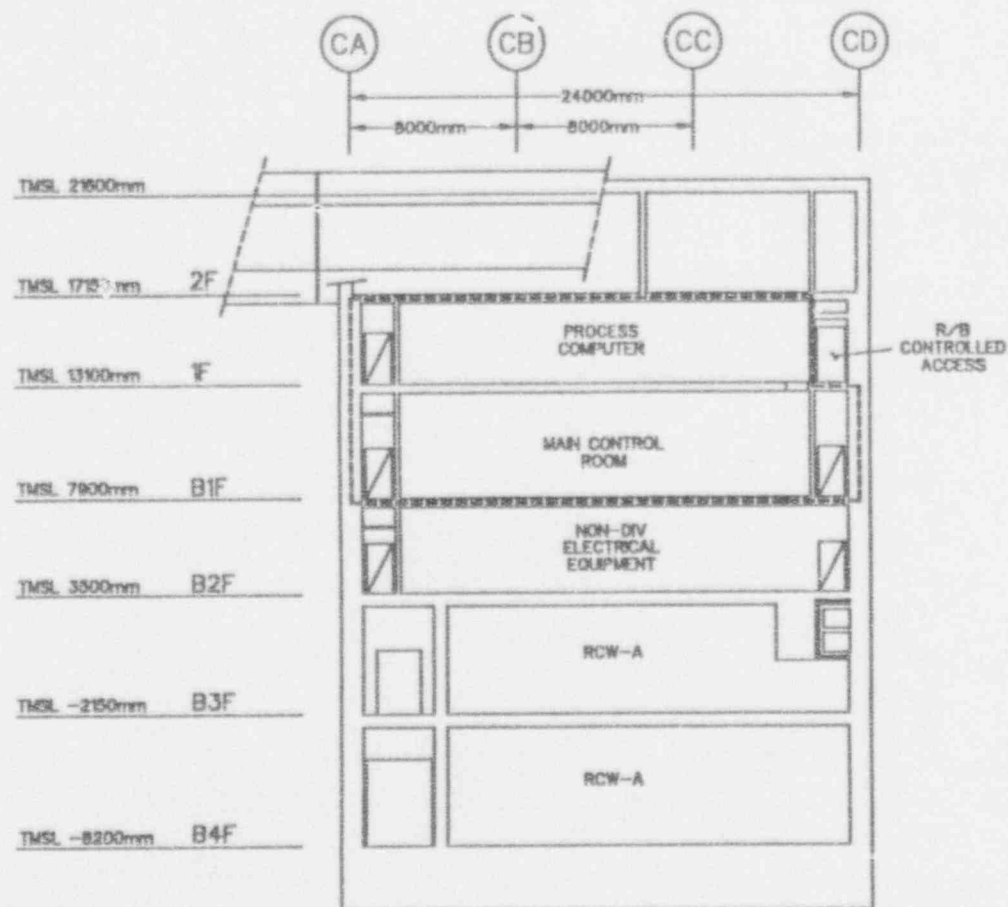 CA CB CC CD
24000mm
8000mm 8000mm
TMSL 21600mm
2F
TMSL 13100mm 1F
TMSL 7900mm B1F
TMSL 3500mm B2F
TMSL -2150mm B3F
TMSL -8200mm B4F
PROCESS
COMPUTER
R/B
CONTROLLED
ACCESS
MAIN CONTROL
ROOM
NON-DIV
ELECTRICAL
EQUIPMENT
RCW-A
RCW-A